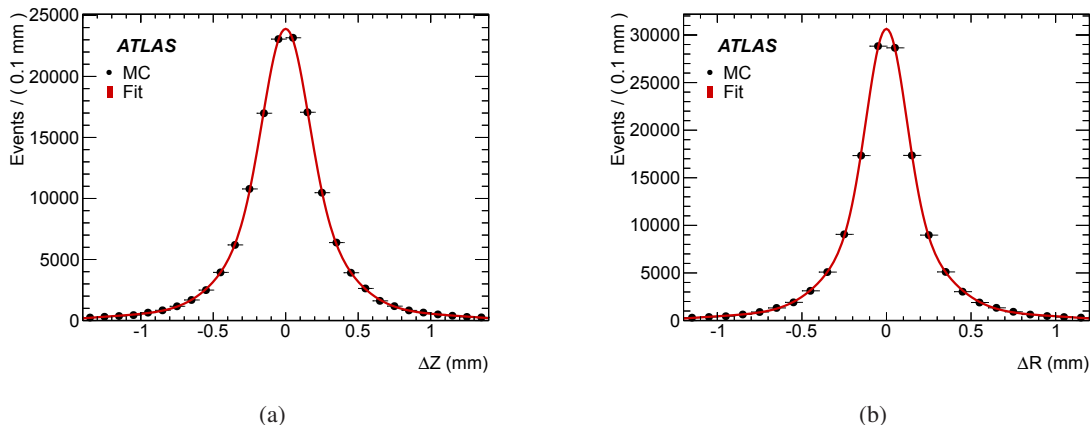 Events / ( 0.1 mm )
25000
20000
15000
10000
5000
0
ATLAS
MC
Fit
-1
-0.5
0
0.5
1
ΔZ (mm)
(a)
Events / ( 0.1 mm )
30000
25000
20000
15000
10000
5000
0
ATLAS
MC
Fit
-1
-0.5
0
0.5
1
ΔR (mm)
(b)